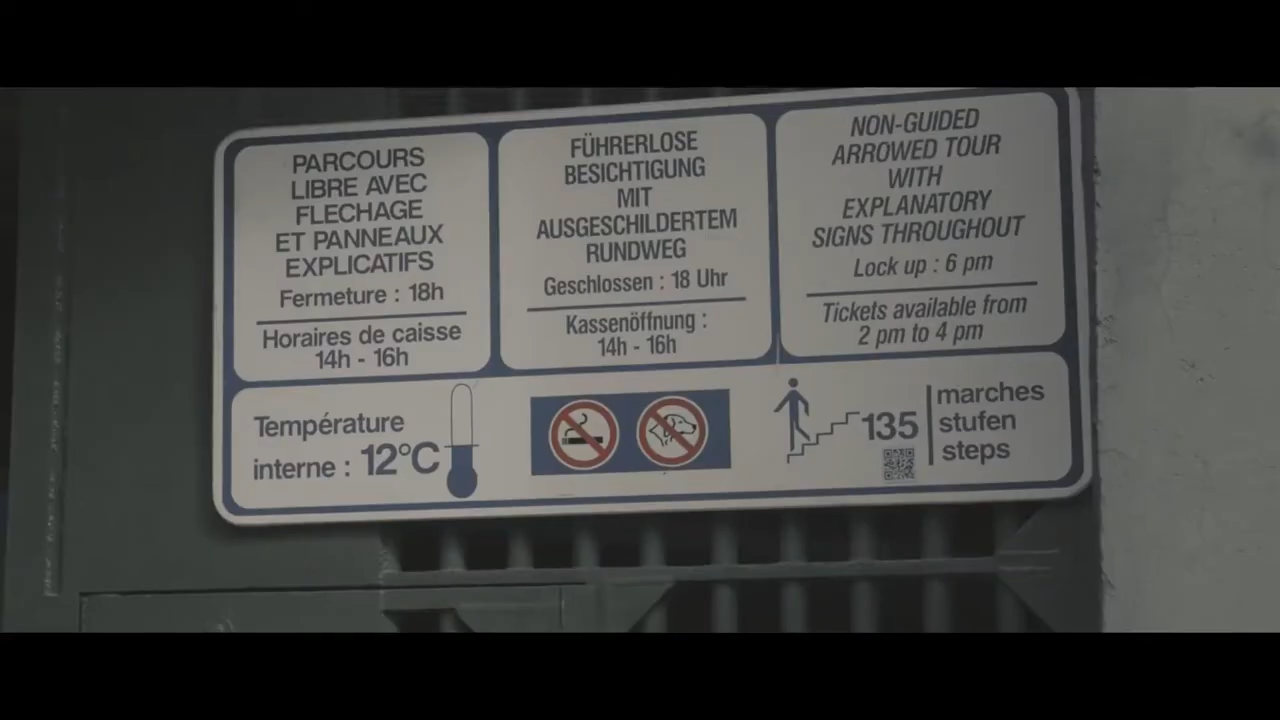 PARCOURS
LIBRE AVEC
FLECHAGE
ET PANNEAUX
EXPLICATIFS
Fermeture : 18h
Horaires de caisse
14h - 16h
FÜHRERLOSE
BESICHTIGUNG
MIT
AUSGESCHILDERTEM
RUNDWEG
Geschlossen : 18 Uhr
Kassenöffnung :
14h - 16h
NON-GUIDED
ARROWED TOUR
WITH
EXPLANATORY
SIGNS THROUGHOUT
Lock up : 6 pm
Tickets available from
2 pm to 4 pm
Température
interne : 12°C
135
marches
stufen
steps